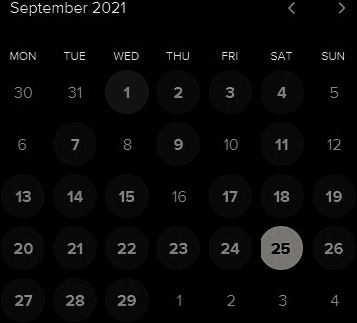 September 2021
MON TUE WED THU FRI SAT SUN
30 31 1 2 3 4 5
6 7 8 9 10 11 12
13 14 15 16 17 18 19
20 21 22 23 24 25 26
27 28 29 1 2 3 4